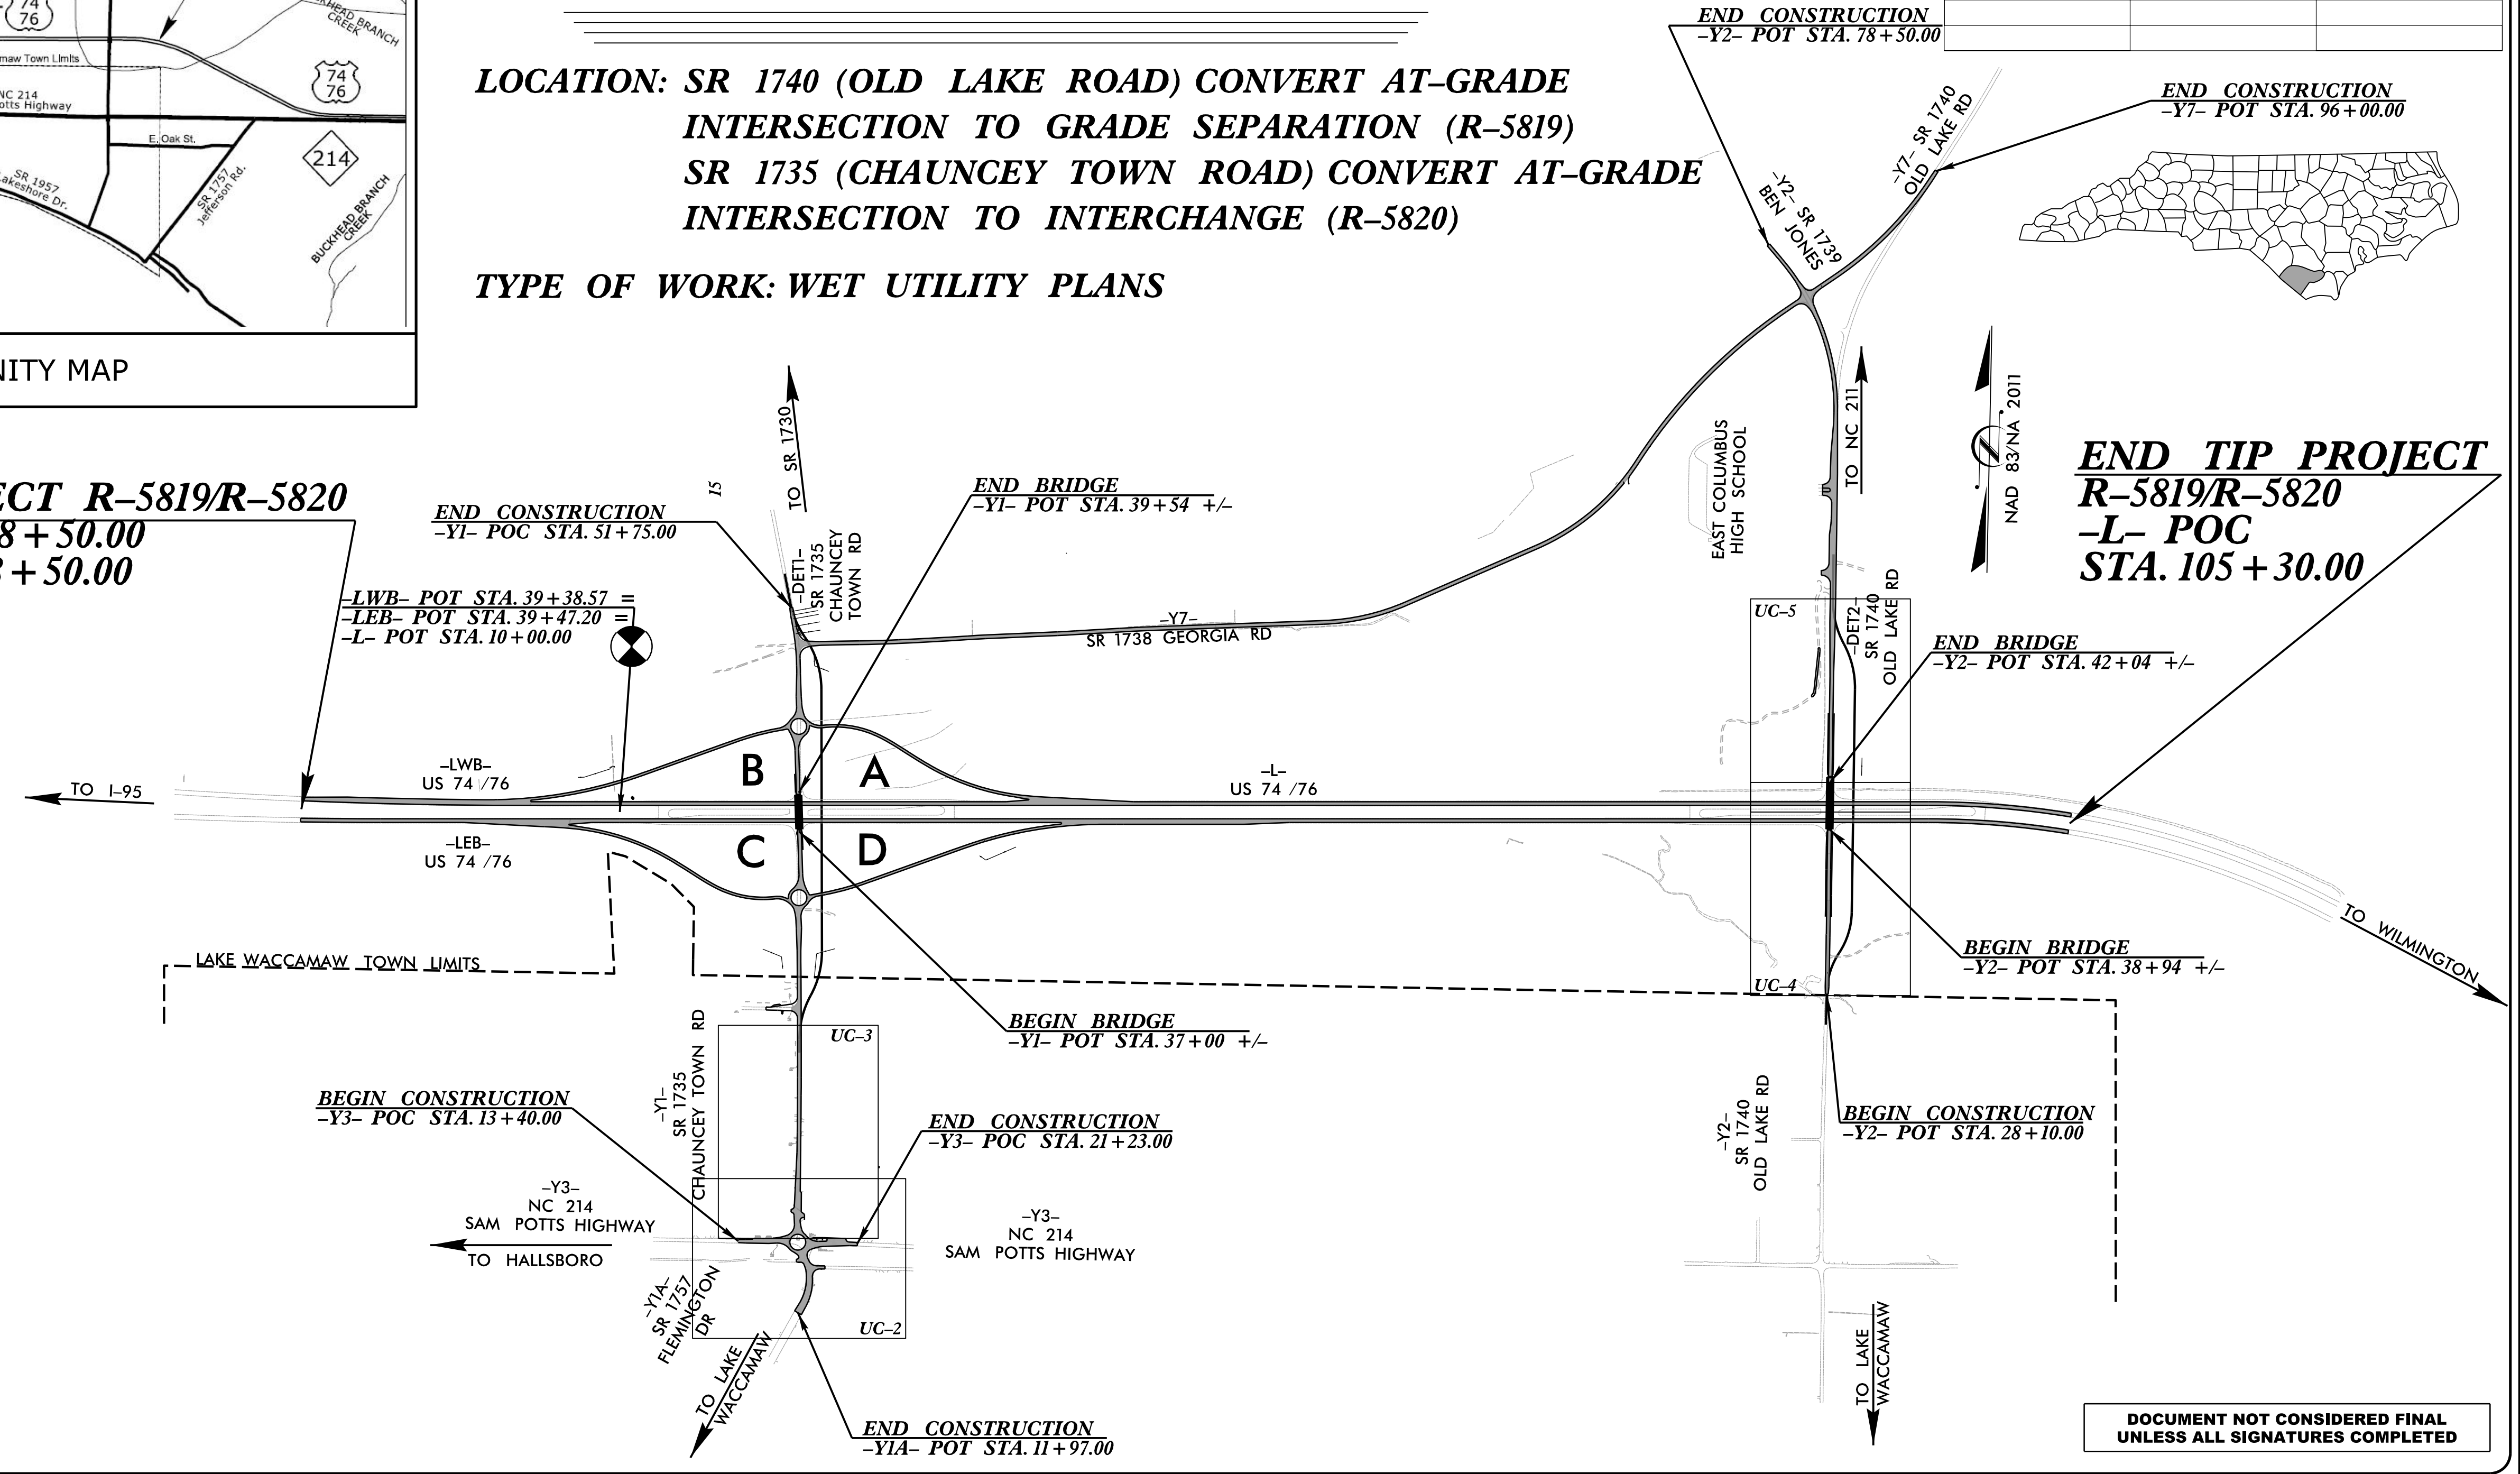 74
76
CREEK
BRANCH
Town Limits
74
76
NC 214
Potts Highway
E. Oak St.
214
SR 1957
Lakeshore Dr.
SR 1757
Jefferson Rd.
BUCKHEAD BRANCH
CREEK
NITY MAP
LOCATION: SR 1740 (OLD LAKE ROAD) CONVERT AT–GRADE
INTERSECTION TO GRADE SEPARATION (R–5819)
SR 1735 (CHAUNCEY TOWN ROAD) CONVERT AT–GRADE
INTERSECTION TO INTERCHANGE (R–5820)
TYPE OF WORK: WET UTILITY PLANS
END CONSTRUCTION
–Y2– POT STA. 78+50.00
END CONSTRUCTION
–Y7– POT STA. 96+00.00
–Y7– SR 1740
OLD LAKE RD
–Y2– SR 1739
BEN JONES
TO NC 211
NAD 83/NA 2011
EAST COLUMBUS
HIGH SCHOOL
END TIP PROJECT
R–5819/R–5820
–L– POC
STA. 105+30.00
ECT R–5819/R–5820
8+50.00
8+50.00
TO SR 1730
15
END CONSTRUCTION
–Y1– POC STA. 51+75.00
END BRIDGE
–Y1– POT STA. 39+54 +/–
–DET1–
SR 1735
CHAUNCEY
TOWN RD
–LWB– POT STA. 39+38.57 =
–LEB– POT STA. 39+47.20 =
–L– POT STA. 10+00.00
–Y7–
SR 1738 GEORGIA RD
UC–5
–DET2–
SR 1740
OLD LAKE RD
END BRIDGE
–Y2– POT STA. 42+04 +/–
TO I–95
–LWB–
US 74 /76
B
A
–L–
US 74 /76
–LEB–
US 74 /76
C
D
TO WILMINGTON
LAKE WACCAMAW TOWN LIMITS
BEGIN BRIDGE
–Y2– POT STA. 38+94 +/–
UC–4
BEGIN BRIDGE
–Y1– POT STA. 37+00 +/–
UC–3
–Y1–
SR 1735
CHAUNCEY TOWN RD
BEGIN CONSTRUCTION
–Y3– POC STA. 13+40.00
END CONSTRUCTION
–Y3– POC STA. 21+23.00
–Y2–
SR 1740
OLD LAKE RD
BEGIN CONSTRUCTION
–Y2– POT STA. 28+10.00
–Y3–
NC 214
SAM POTTS HIGHWAY
TO HALLSBORO
–Y3–
NC 214
SAM POTTS HIGHWAY
–Y1A–
SR 1757
FLEMINGTON
DR
UC–2
TO LAKE
WACCAMAW
TO LAKE
WACCAMAW
END CONSTRUCTION
–Y1A– POT STA. 11+97.00
DOCUMENT NOT CONSIDERED FINAL
UNLESS ALL SIGNATURES COMPLETED